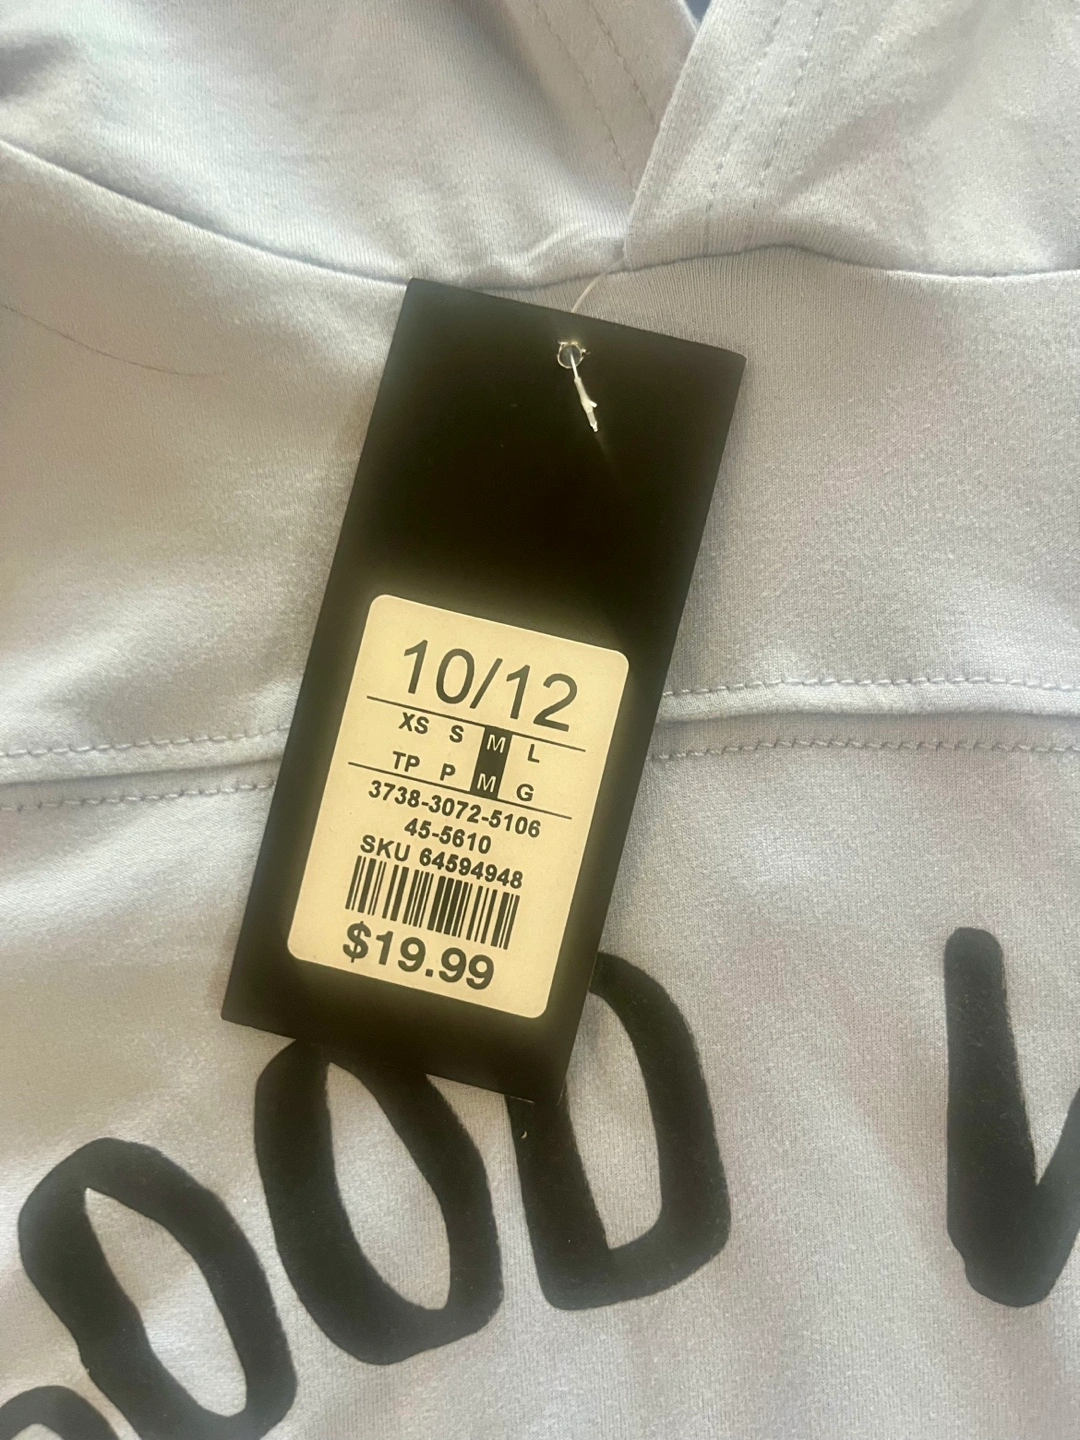 10/12
XS S M L
TP P M G
3738-3072-5106
45-5610
SKU 64594948
$19.99
OOD